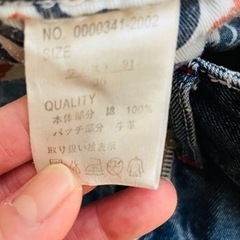 NO. 0000341-2002
SIZE
QUALITY
本体部分 綿 100%
パッチ部分 牛革
取り扱い絵表示